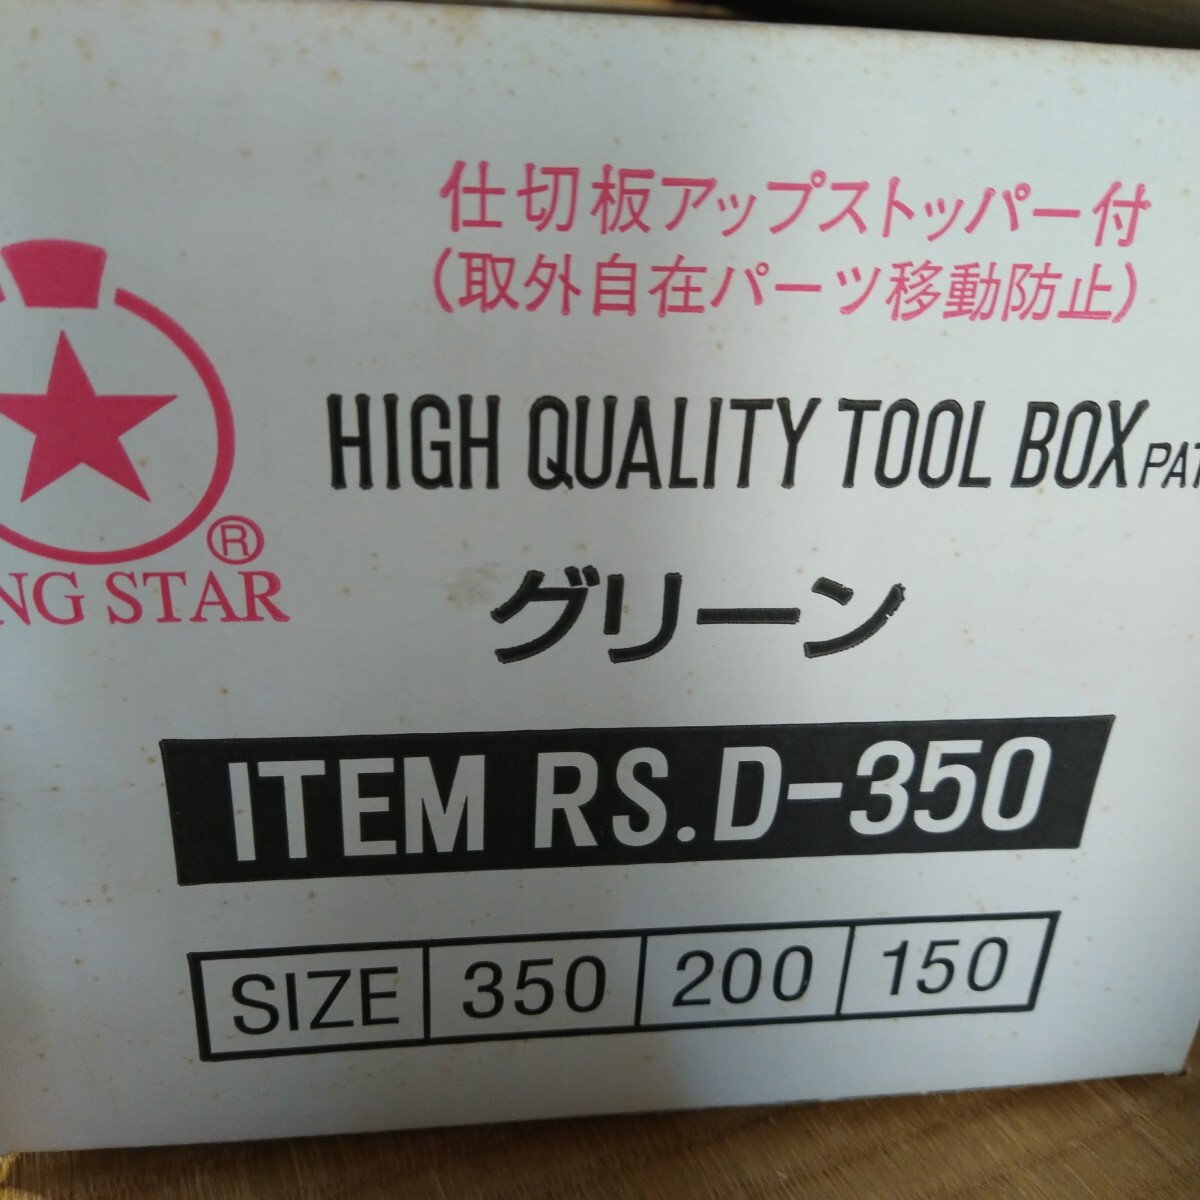 仕切板アップストッパー付
(取外自在パーツ移動防止)
HIGH QUALITY TOOL BOX PAT
®
NG STAR
グリーン
ITEM RS.D-350
SIZE 350 200 150